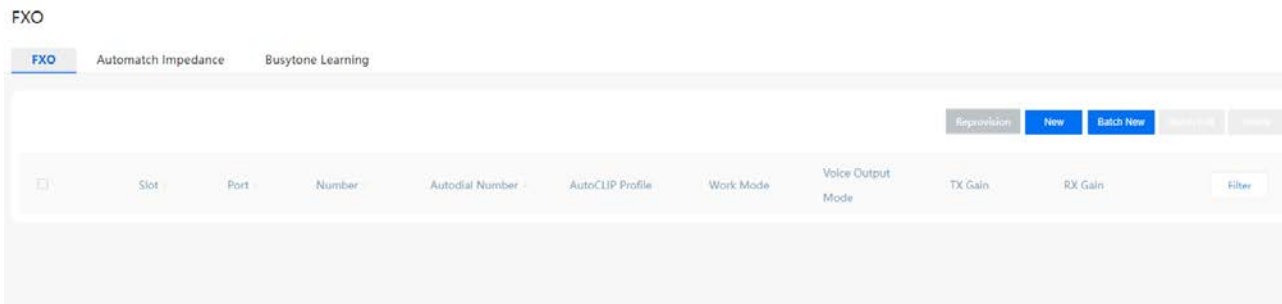 FXO
FXO Automatch Impedance Busytone Learning
Reprovision New Batch New
Slot Port Number Autodial Number AutoCLIP Profile Work Mode Voice Output Mode TX Gain RX Gain Filter